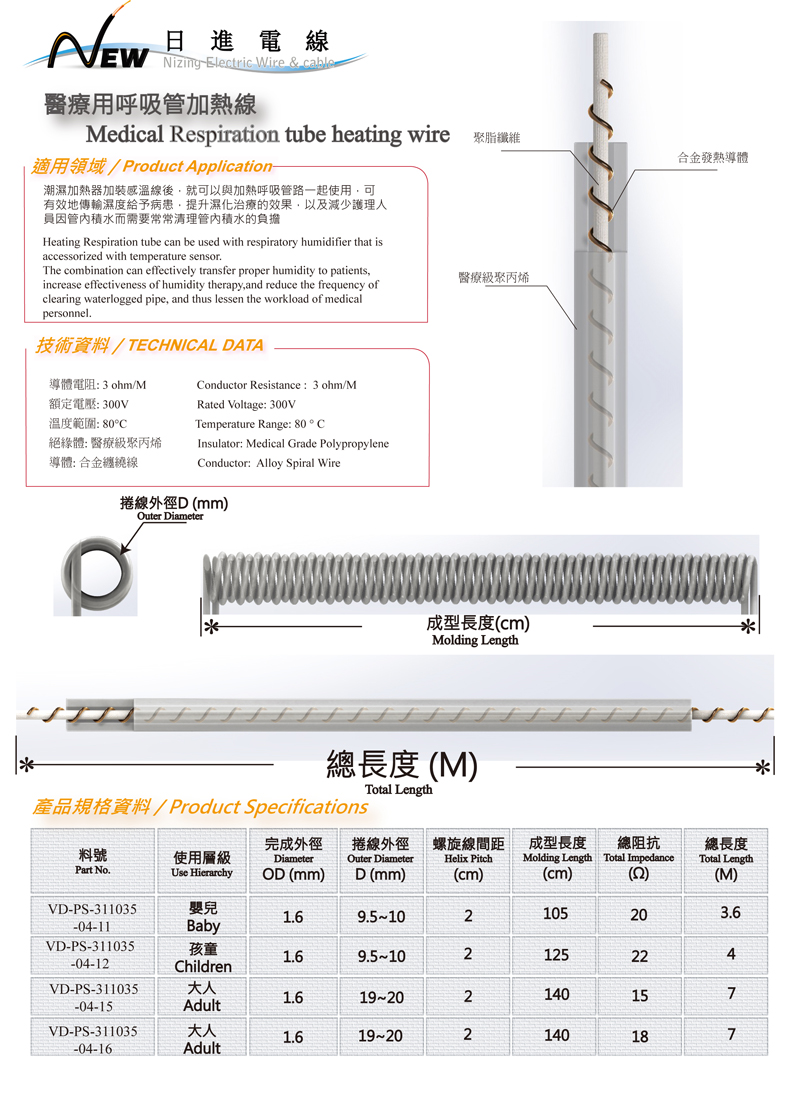 NEW 日進電線
Nizing Electric Wire & cable
醫療用呼吸管加熱線
Medical Respiration tube heating wire
聚脂纖維
合金發熱導體
醫療級聚丙烯
適用領域 / Product Application
潮濕加熱器加裝感溫線後，就可以與加熱呼吸管路一起使用，可
有效地傳輸濕度給予病患，提升濕化治療的效果，以及減少護理人
員因管內積水而需要常常清理管內積水的負擔
Heating Respiration tube can be used with respiratory humidifier that is
accessorized with temperature sensor.
The combination can effectively transfer proper humidity to patients,
increase effectiveness of humidity therapy,and reduce the frequency of
clearing waterlogged pipe, and thus lessen the workload of medical
personnel.
技術資料 / TECHNICAL DATA
導體電阻: 3 ohm/M Conductor Resistance : 3 ohm/M
額定電壓: 300V Rated Voltage: 300V
溫度範圍: 80°C Temperature Range: 80 ° C
絕緣體: 醫療級聚丙烯 Insulator: Medical Grade Polypropylene
導體: 合金纏繞線 Conductor: Alloy Spiral Wire
捲線外徑D (mm)
Outer Diameter
成型長度(cm)
Molding Length
總長度 (M)
Total Length
產品規格資料 / Product Specifications
料號 使用層級 完成外徑 捲線外徑 螺旋線間距 成型長度 總阻抗 總長度
Part No. Use Hierarchy Diameter Outer Diameter Helix Pitch Molding Length Total Impedance Total Length
OD (mm) D (mm) (cm) (cm) (Ω) (M)
VD-PS-311035 嬰兒
-04-11 Baby 1.6 9.5~10 2 105 20 3.6
VD-PS-311035 孩童
-04-12 Children 1.6 9.5~10 2 125 22 4
VD-PS-311035 大人
-04-15 Adult 1.6 19~20 2 140 15 7
VD-PS-311035 大人
-04-16 Adult 1.6 19~20 2 140 18 7